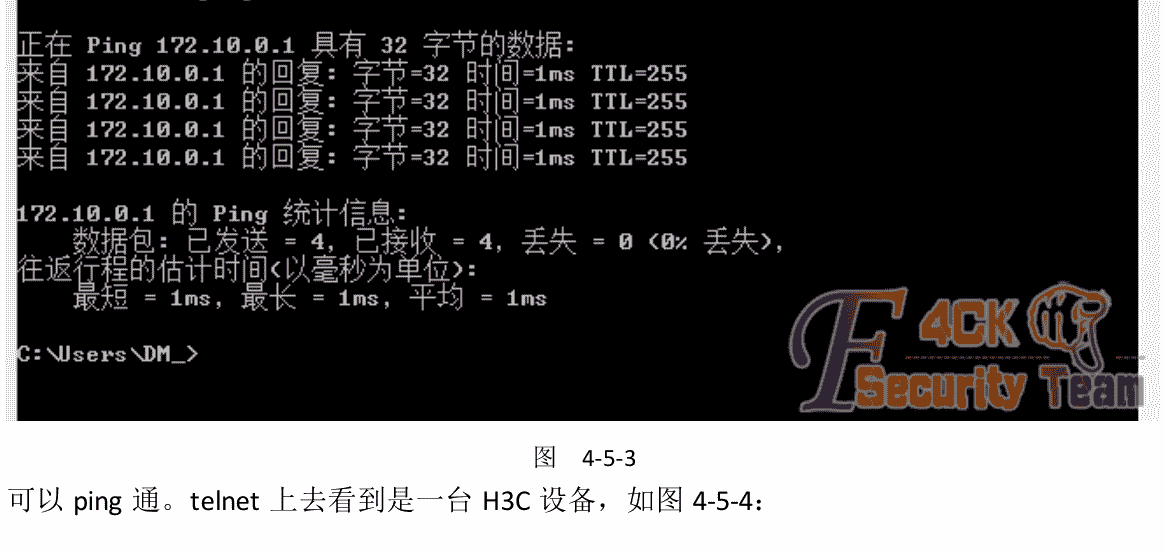 正在 Ping 172.10.0.1 具有 32 字节的数据:
来自 172.10.0.1 的回复: 字节=32 时间=1ms TTL=255
来自 172.10.0.1 的回复: 字节=32 时间=1ms TTL=255
来自 172.10.0.1 的回复: 字节=32 时间=1ms TTL=255
来自 172.10.0.1 的回复: 字节=32 时间=1ms TTL=255
172.10.0.1 的 Ping 统计信息:
数据包: 已发送 = 4, 已接收 = 4, 丢失 = 0 (0% 丢失),
往返行程的估计时间(以毫秒为单位):
最短 = 1ms, 最长 = 1ms, 平均 = 1ms
C:\Users\DM_>
F4CK
Security Team
图 4-5-3
可以 ping 通。telnet 上去看到是一台 H3C 设备，如图 4-5-4：